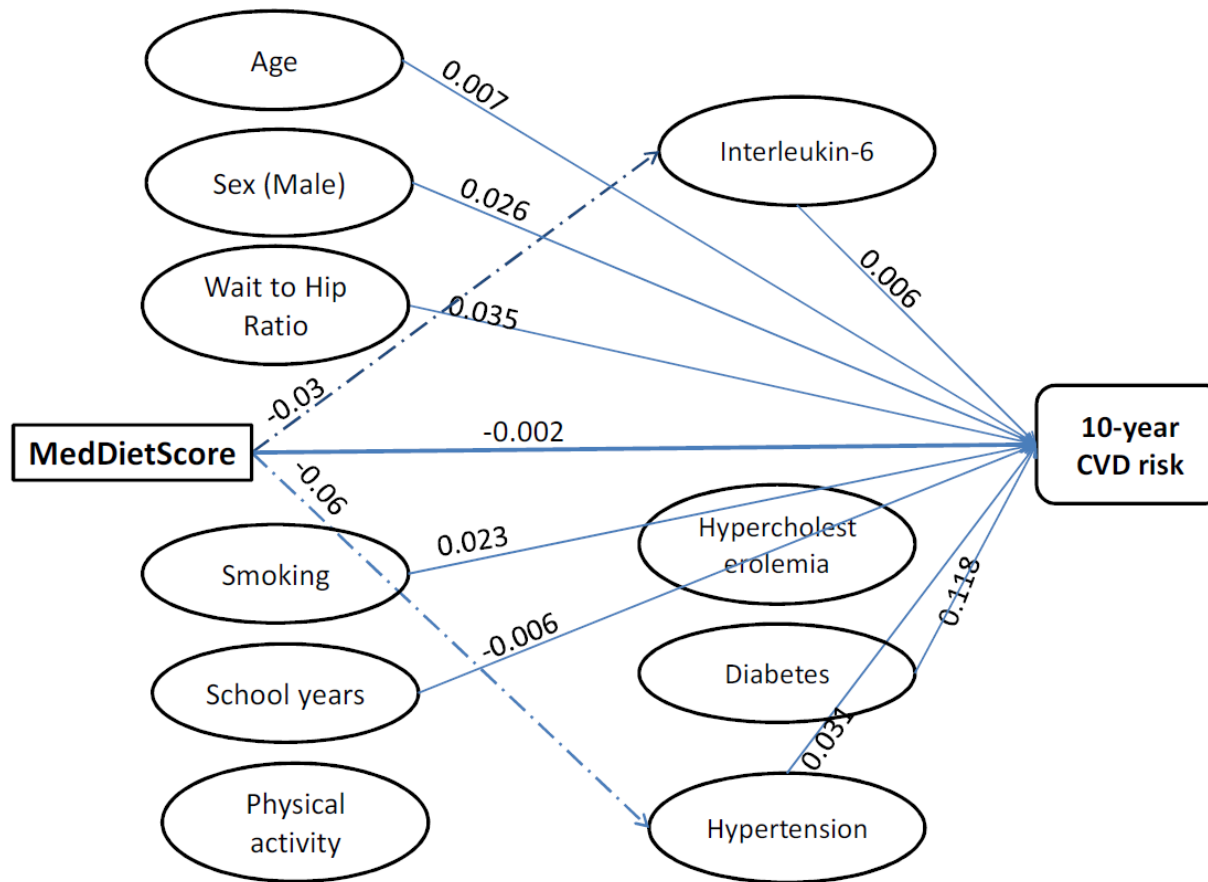 Age
0.007
Interleukin-6
Sex (Male)
0.026
0.006
Wait to Hip
Ratio
0.035
-0.03
MedDietScore
-0.002
10-year
CVD risk
-0.06
Smoking
0.023
Hypercholest
erolemia
0.118
School years
-0.006
Diabetes
0.031
Physical
activity
Hypertension